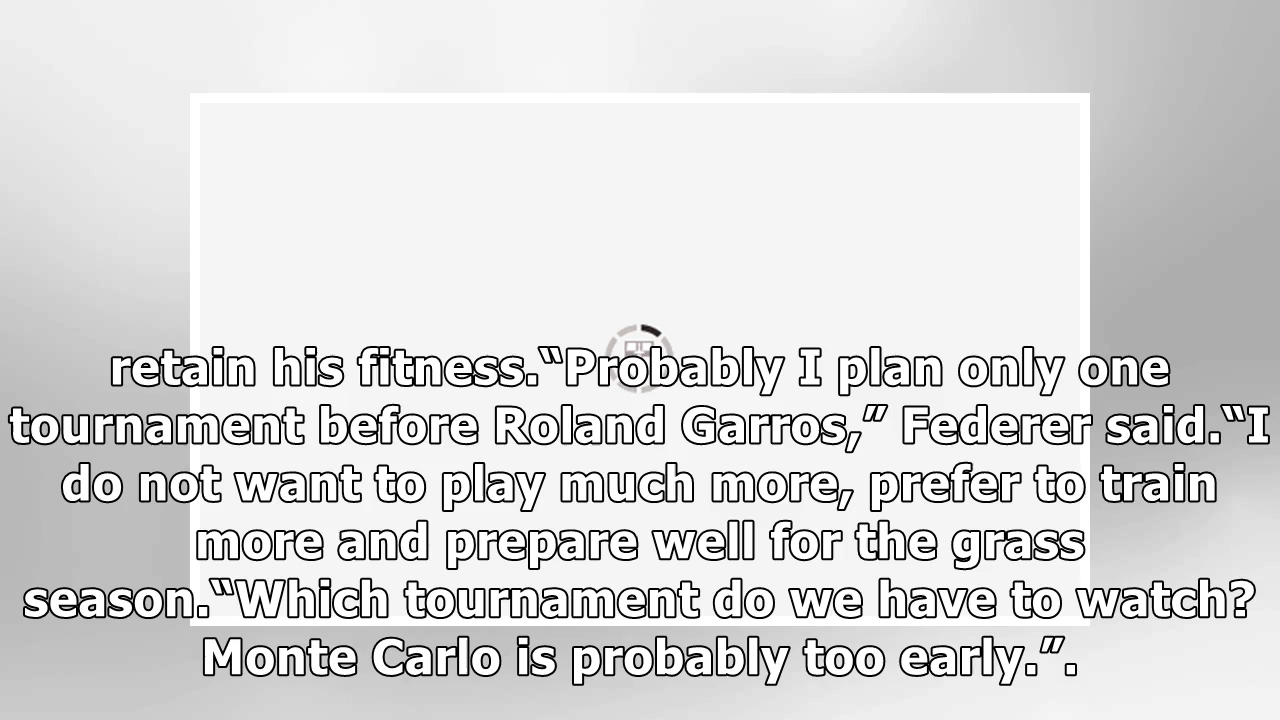 retain his fitness.“Probably I plan only one
tournament before Roland Garros,” Federer said.“I
do not want to play much more, prefer to train
more and prepare well for the grass
season.“Which tournament do we have to watch?
Monte Carlo is probably too early.”.